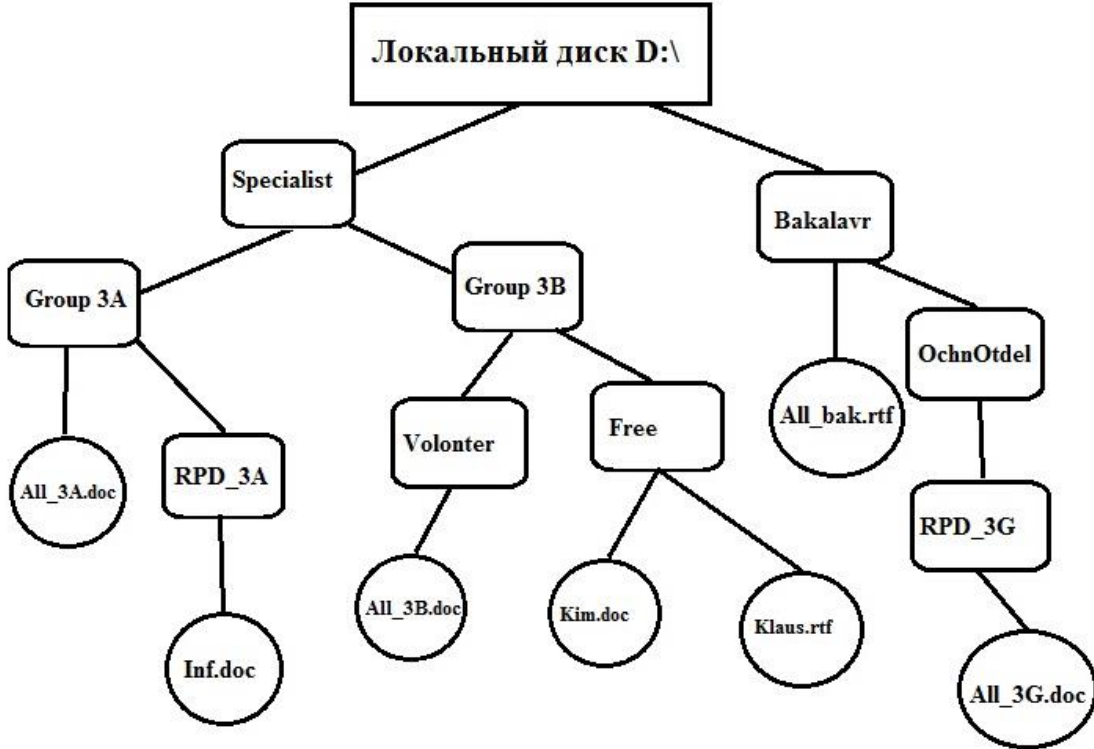 Локальный диск D:\
Specialist
Bakalavr
Group 3A
Group 3B
OchnOtdel
All_bak.rtf
Volonter
Free
RPD_3A
All_3A.doc
RPD_3G
All_3B.doc
Kim.doc
Klaus.rtf
Inf.doc
All_3G.doc